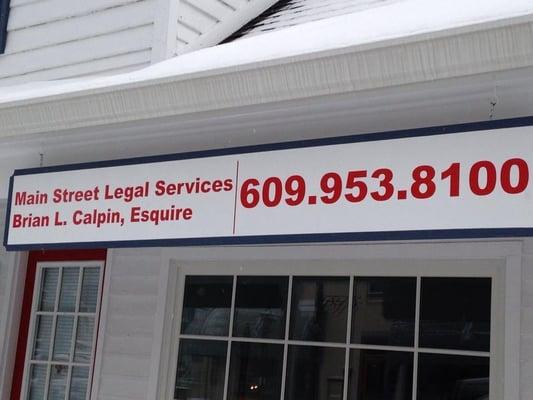 Main Street Legal Services
Brian L. Calpin, Esquire
609.953.8100